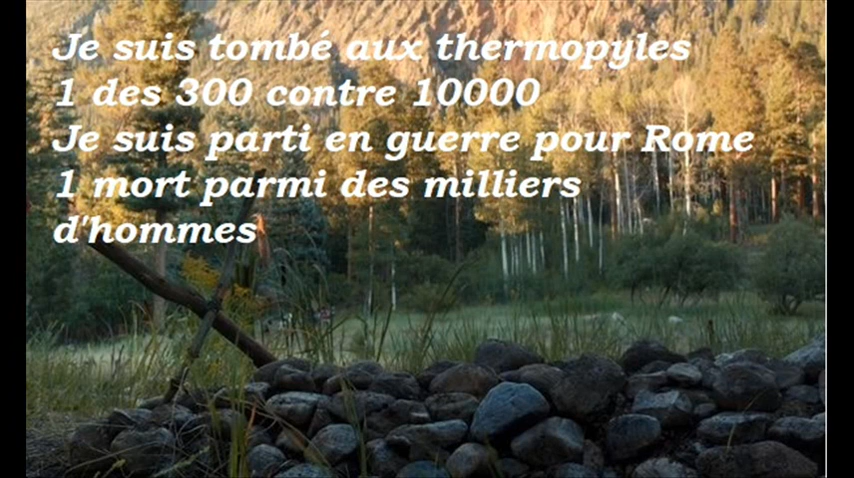 Je suis tombé aux thermopyles
1 des 300 contre 10000
Je suis parti en guerre pour Rome
1 mort parmi des milliers
d'hommes